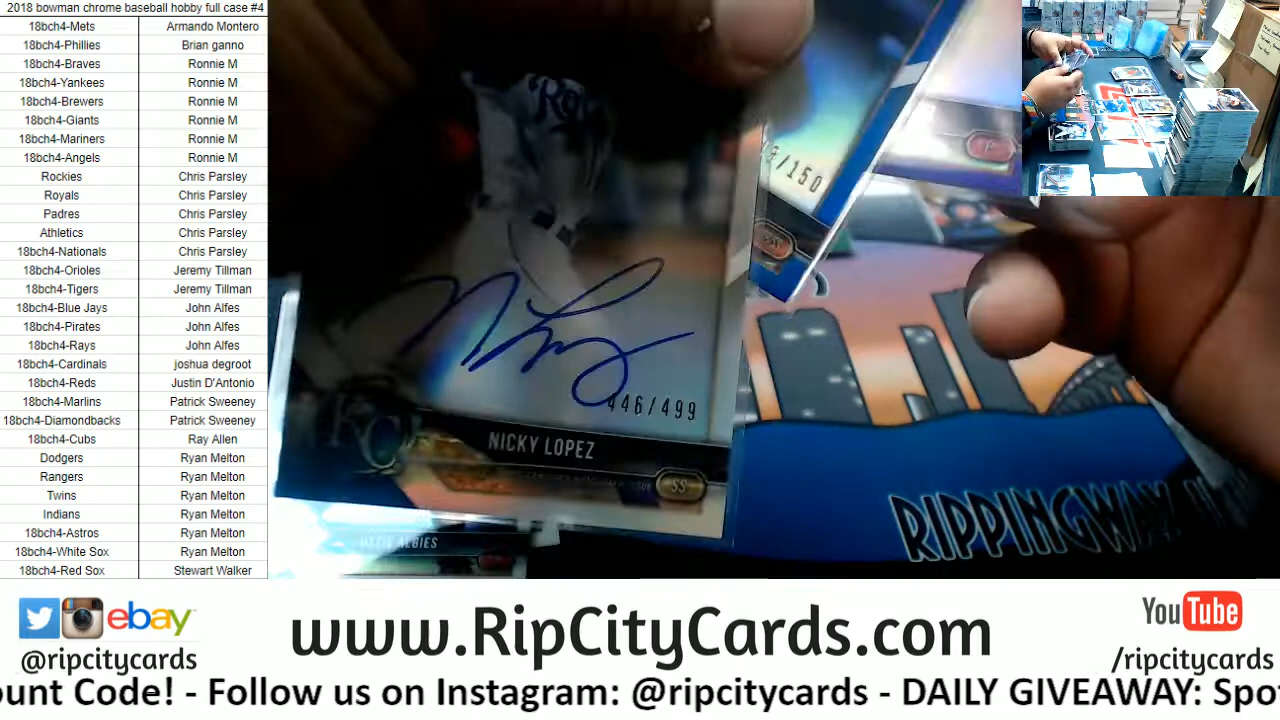 2018 bowman chrome baseball hobby full case #4
18bch4-Mets Armando Montero
18bch4-Phillies Brian ganno
18bch4-Braves Ronnie M
18bch4-Yankees Ronnie M
18bch4-Brewers Ronnie M
18bch4-Giants Ronnie M
18bch4-Mariners Ronnie M
18bch4-Angels Ronnie M
Rockies Chris Parsley
Royals Chris Parsley
Padres Chris Parsley
Athletics Chris Parsley
18bch4-Nationals Chris Parsley
18bch4-Orioles Jeremy Tillman
18bch4-Tigers Jeremy Tillman
18bch4-Blue Jays John Alfes
18bch4-Pirates John Alfes
18bch4-Rays John Alfes
18bch4-Cardinals joshua degroot
18bch4-Reds Justin D'Antonio
18bch4-Marlins Patrick Sweeney
18bch4-Diamondbacks Patrick Sweeney
18bch4-Cubs Ray Allen
Dodgers Ryan Melton
Rangers Ryan Melton
Twins Ryan Melton
Indians Ryan Melton
18bch4-Astros Ryan Melton
18bch4-White Sox Ryan Melton
18bch4-Red Sox Stewart Walker
/150
P
446/499
KC
NICKY LOPEZ
SS
OZZIE ALBIES
RIPPINGWAY
ebay
@ripcitycards
www.RipCityCards.com
YouTube
/ripcitycards
ount Code! - Follow us on Instagram: @ripcitycards - DAILY GIVEAWAY: Spo